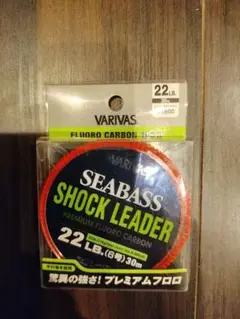 VARIVAS
22LB.
FLUORO CARBON
VARIVAS
SEABASS
SHOCK LEADER
PREMIUM FLUORO CARBON
22LB.(6号)30m
驚異の強さ!プレミアムフロロ